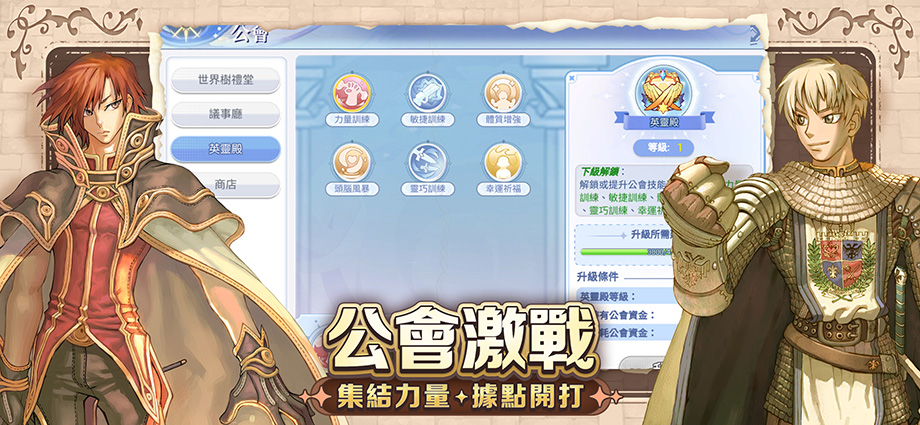 公會
世界樹禮堂
議事廳
英靈殿
商店
力量訓練
敏捷訓練
體質增強
頭腦風暴
靈巧訓練
幸運祈福
英靈殿
等級：1
下級解鎖：
解鎖或提升公會技能
力
訓練、敏捷訓練、
、靈巧訓練、幸運祈
升級所需
升級條件
英靈殿等級：
有公會資金：
耗公會資金：
公會激戰
集結力量✦據點開打